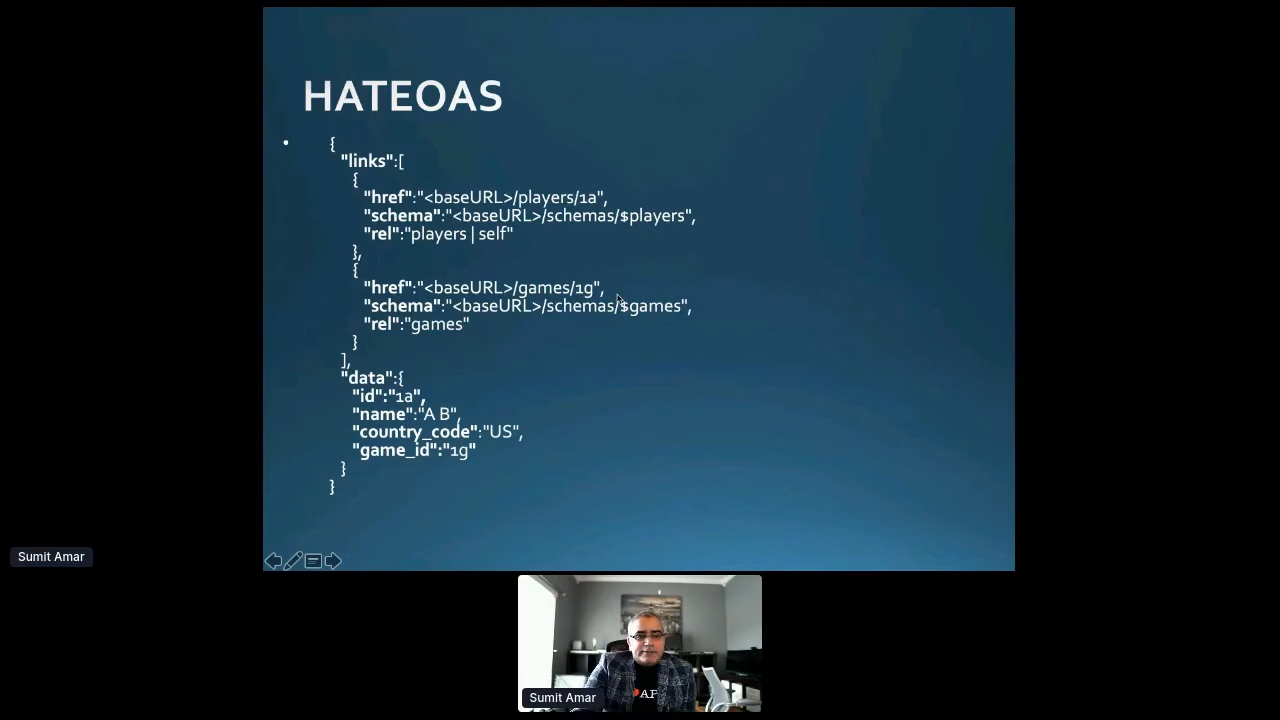 HATEOAS
• {
"links":[
{
"href":"<baseURL>/players/1a",
"schema":"<baseURL>/schemas/$players",
"rel":"players | self"
},
{
"href":"<baseURL>/games/1g",
"schema":"<baseURL>/schemas/$games",
"rel":"games"
}
],
"data":{
"id":"1a",
"name":"A B",
"country_code":"US",
"game_id":"1g"
}
}
Sumit Amar
Sumit Amar
AP